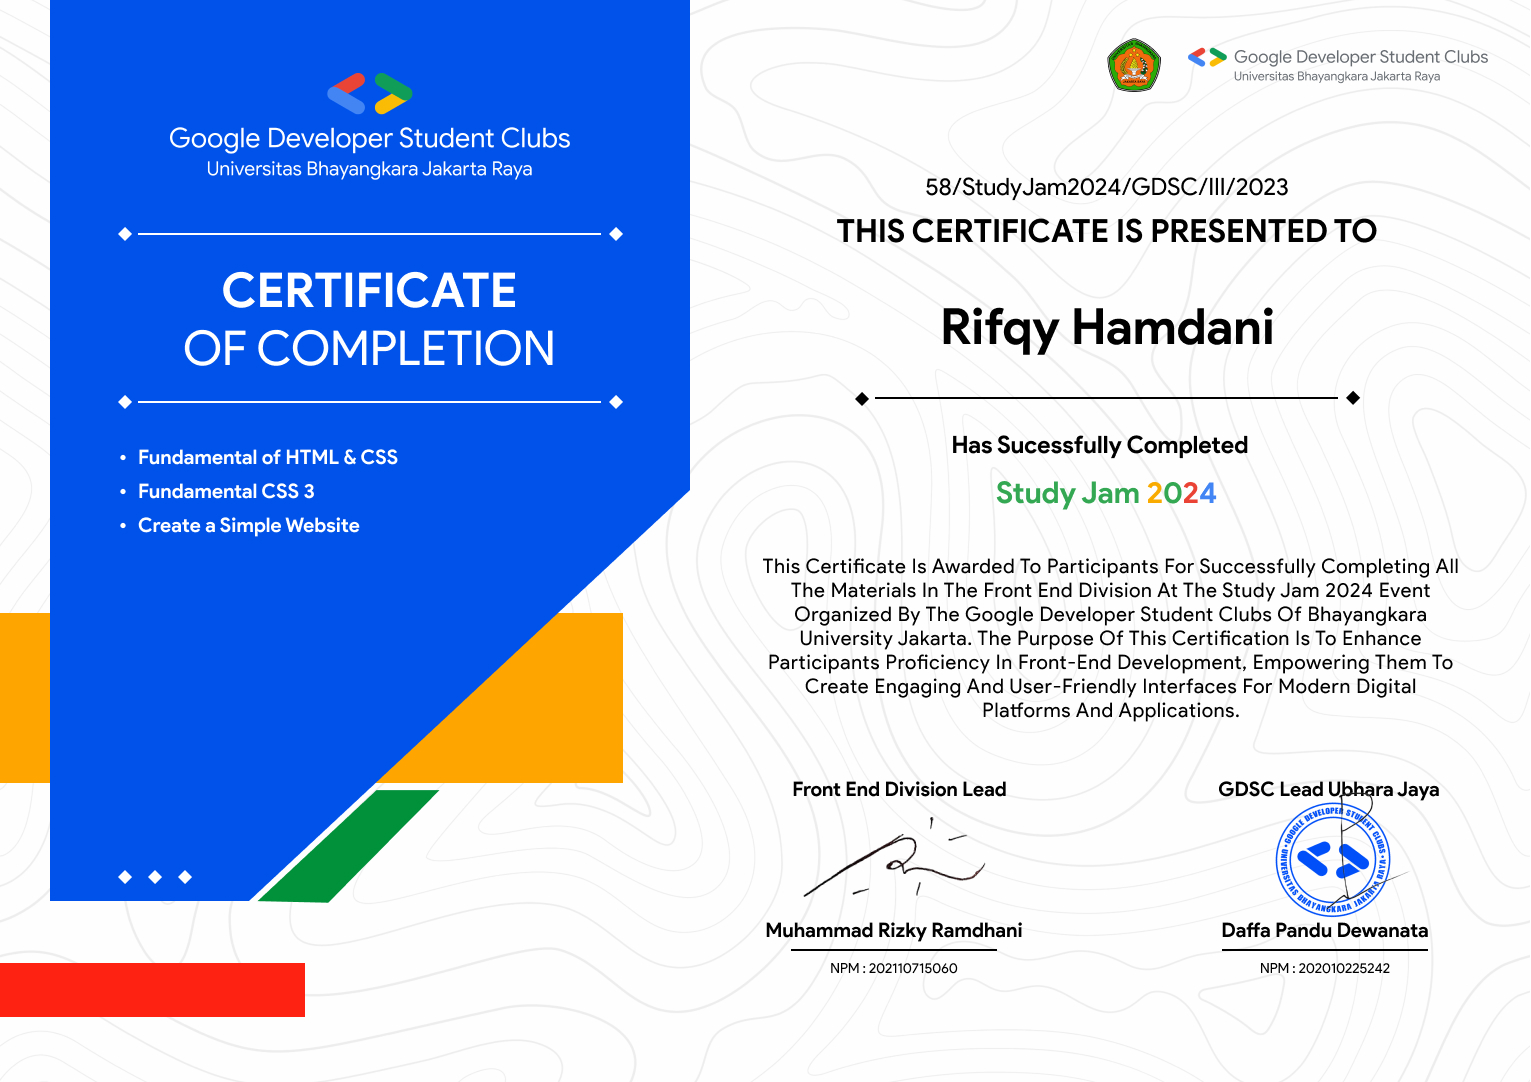 Google Developer Student Clubs
Universitas Bhayangkara Jakarta Raya
CERTIFICATE
OF COMPLETION
• Fundamental of HTML & CSS
• Fundamental CSS 3
• Create a Simple Website
Google Developer Student Clubs
Universitas Bhayangkara Jakarta Raya
58/StudyJam2024/GDSC/III/2023
THIS CERTIFICATE IS PRESENTED TO
Rifqy Hamdani
Has Sucessfully Completed
Study Jam 2024
This Certificate Is Awarded To Participants For Successfully Completing All
The Materials In The Front End Division At The Study Jam 2024 Event
Organized By The Google Developer Student Clubs Of Bhayangkara
University Jakarta. The Purpose Of This Certification Is To Enhance
Participants Proficiency In Front-End Development, Empowering Them To
Create Engaging And User-Friendly Interfaces For Modern Digital
Platforms And Applications.
Front End Division Lead
Muhammad Rizky Ramdhani
NPM : 202110715060
GDSC Lead Ubhara Jaya
GOOGLE DEVELOPER STUDENT CLUBS
UNIVERSITAS BHAYANGKARA JAKARTA RAYA
Daffa Pandu Dewanata
NPM : 202010225242